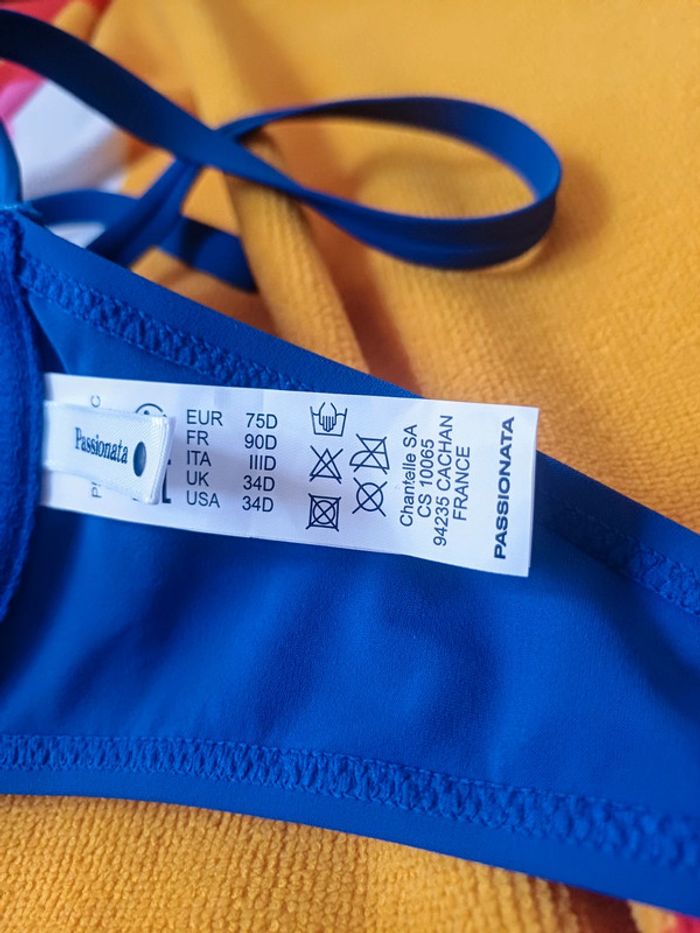 Passionata
EUR 75D
FR 90D
ITA IIID
UK 34D
USA 34D
Chantelle SA
CS 10065
94235 CACHAN
FRANCE
PASSIONATA